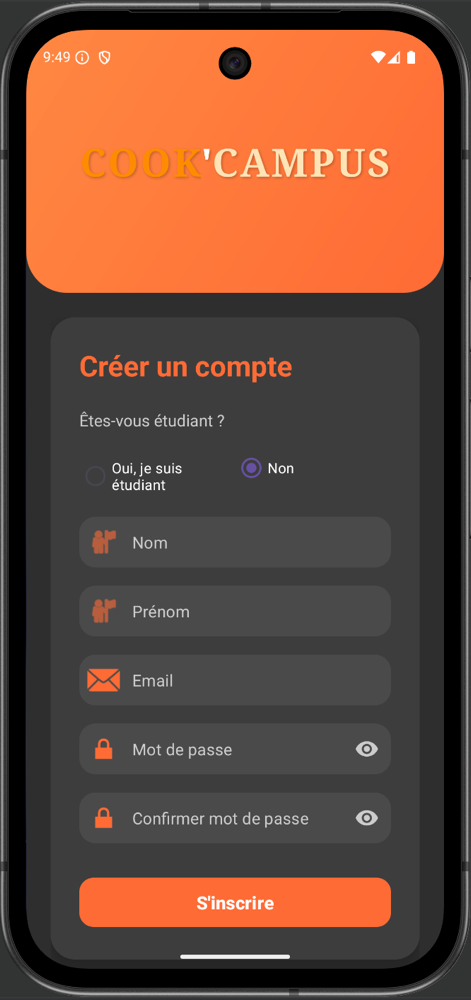 9:49
COOK'CAMPUS
Créer un compte
Êtes-vous étudiant ?
Oui, je suis
étudiant
Non
Nom
Prénom
Email
Mot de passe
Confirmer mot de passe
S'inscrire